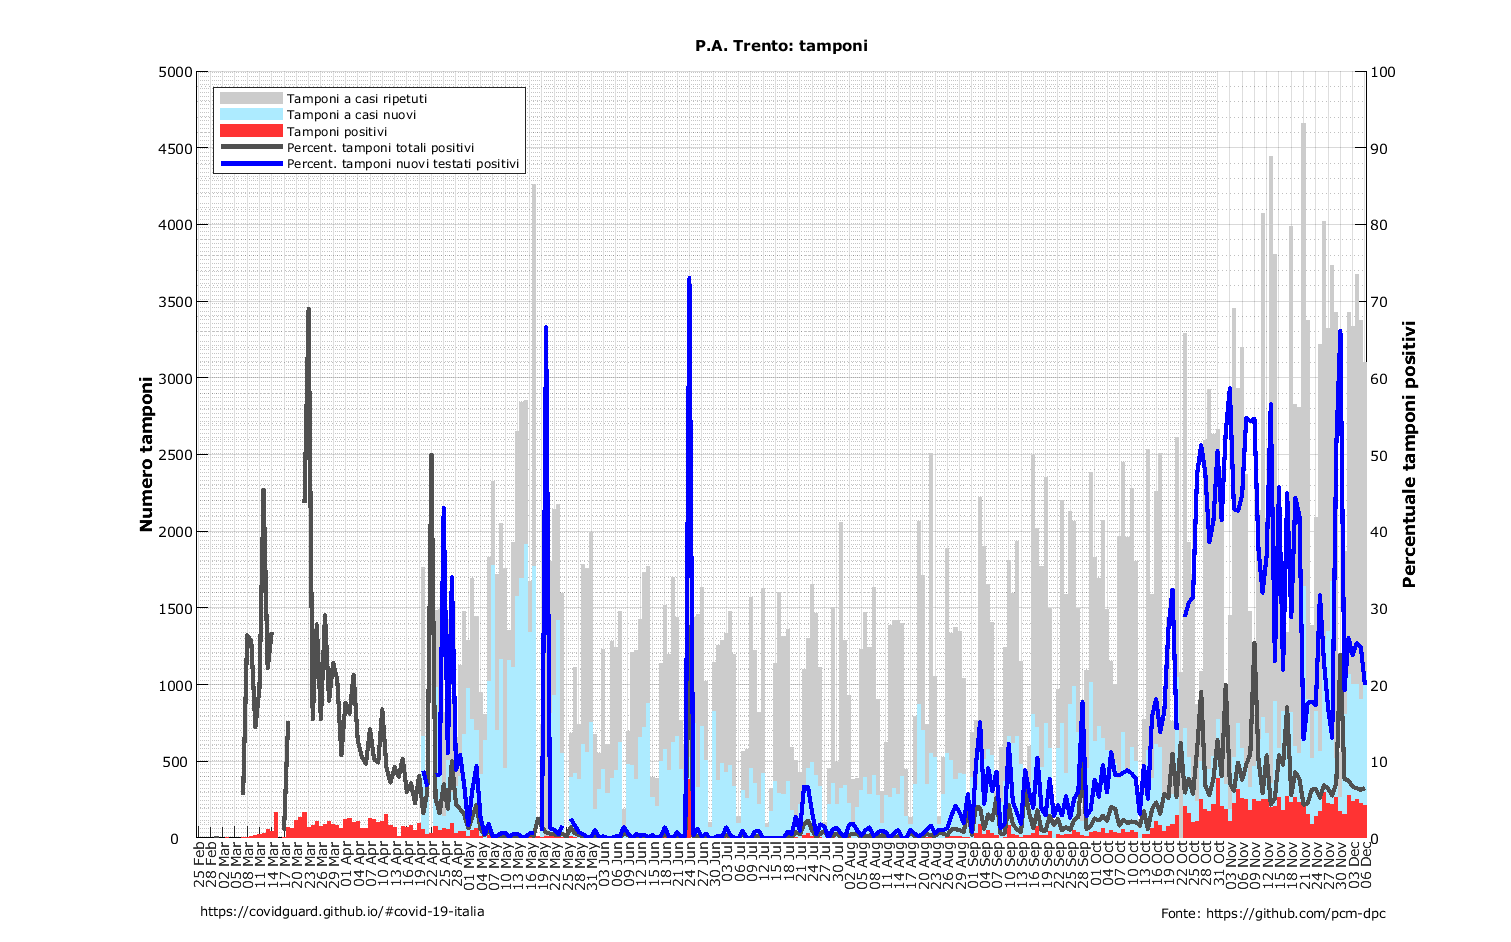 P.A. Trento: tamponi
Tamponi a casi ripetuti
Tamponi a casi nuovi
Tamponi positivi
Percent. tamponi totali positivi
Percent. tamponi nuovi testati positivi
Numero tamponi
5000
4500
4000
3500
3000
2500
2000
1500
1000
500
0
100
90
80
70
60
50
40
30
20
10
0
Percentuale tamponi positivi
25 Feb
28 Feb
02 Mar
05 Mar
08 Mar
11 Mar
14 Mar
17 Mar
20 Mar
23 Mar
26 Mar
29 Mar
01 Apr
04 Apr
07 Apr
10 Apr
13 Apr
16 Apr
19 Apr
22 Apr
25 Apr
28 Apr
01 May
04 May
07 May
10 May
13 May
16 May
19 May
22 May
25 May
28 May
31 May
03 Jun
06 Jun
09 Jun
12 Jun
15 Jun
18 Jun
21 Jun
24 Jun
27 Jun
30 Jun
03 Jul
06 Jul
09 Jul
12 Jul
15 Jul
18 Jul
21 Jul
24 Jul
27 Jul
30 Jul
02 Aug
05 Aug
08 Aug
11 Aug
14 Aug
17 Aug
20 Aug
23 Aug
26 Aug
29 Aug
01 Sep
04 Sep
07 Sep
10 Sep
13 Sep
16 Sep
19 Sep
22 Sep
25 Sep
28 Sep
01 Oct
04 Oct
07 Oct
10 Oct
13 Oct
16 Oct
19 Oct
22 Oct
25 Oct
28 Oct
31 Oct
03 Nov
06 Nov
09 Nov
12 Nov
15 Nov
18 Nov
21 Nov
24 Nov
27 Nov
30 Nov
03 Dec
06 Dec
https://covidguard.github.io/#covid-19-italia
Fonte: https://github.com/pcm-dpc